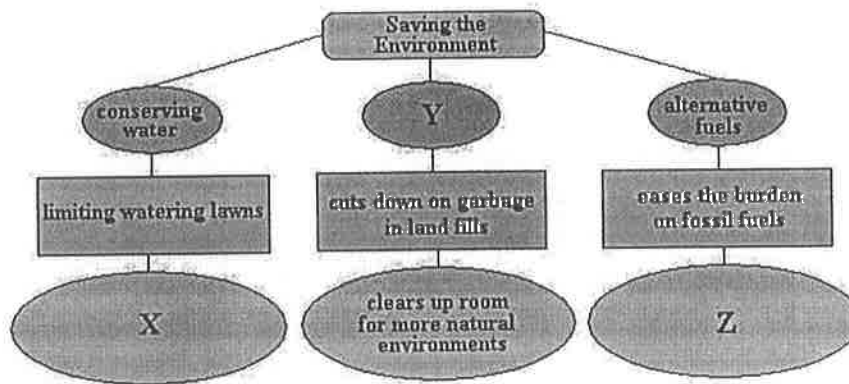 Saving the
Environment
conserving
water
Y
alternative
fuels
limiting watering lawns
cuts down on garbage
in land fills
eases the burden
on fossil fuels
X
clears up room
for more natural
environments
Z